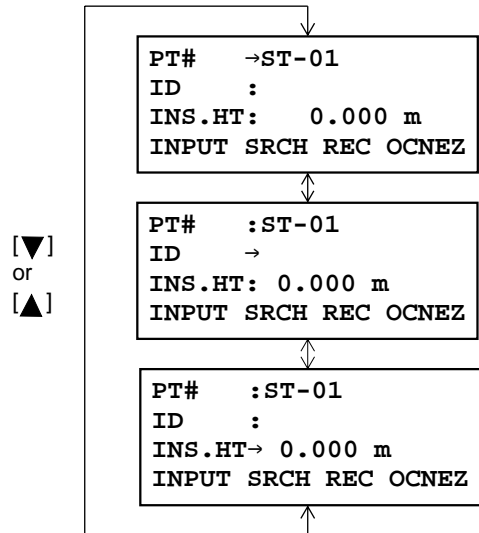 PT#    →ST-01
ID     :
INS.HT:    0.000 m
INPUT SRCH REC OCNEZ
[▼]
or
[▲]
PT#    :ST-01
ID     →
INS.HT: 0.000 m
INPUT SRCH REC OCNEZ
PT#    :ST-01
ID     :
INS.HT→ 0.000 m
INPUT SRCH REC OCNEZ